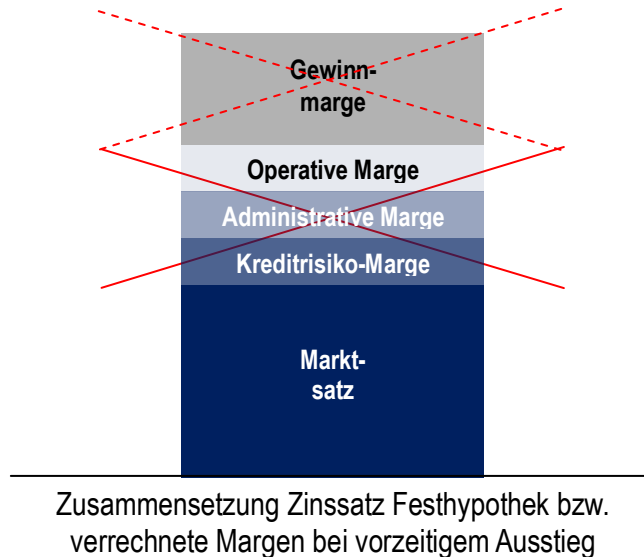 Gewinn-
marge
Operative Marge
Administrative Marge
Kreditrisiko-Marge
Markt-
satz
Zusammensetzung Zinssatz Festhypothek bzw.
verrechnete Margen bei vorzeitigem Ausstieg